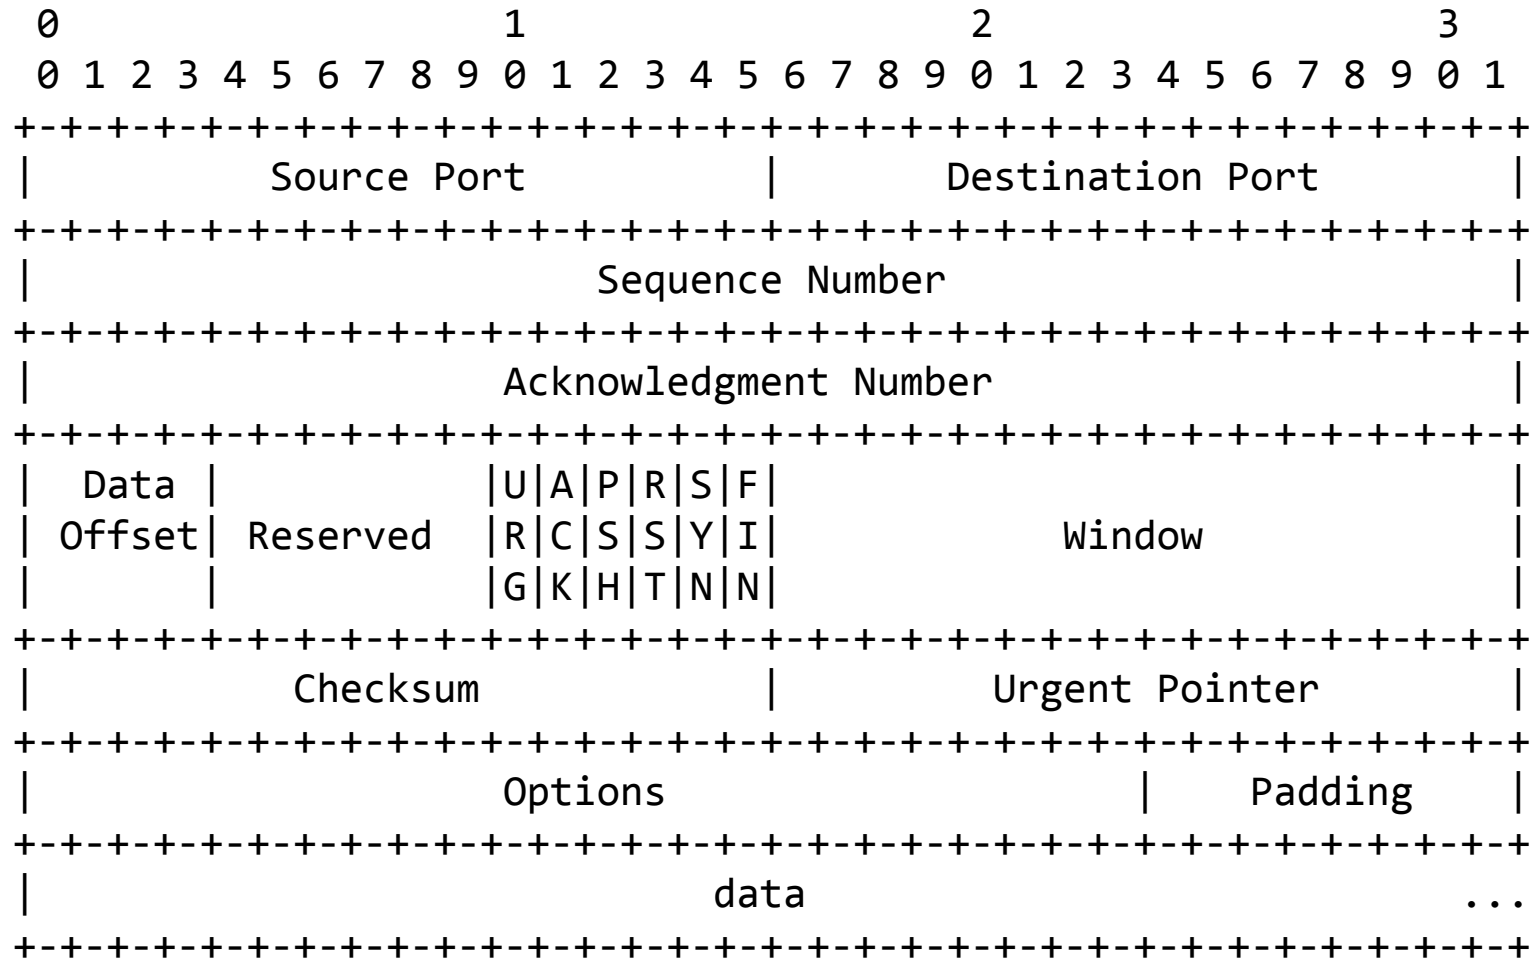 0                   1                   2                   3
 0 1 2 3 4 5 6 7 8 9 0 1 2 3 4 5 6 7 8 9 0 1 2 3 4 5 6 7 8 9 0 1
+-+-+-+-+-+-+-+-+-+-+-+-+-+-+-+-+-+-+-+-+-+-+-+-+-+-+-+-+-+-+-+-+
|          Source Port          |       Destination Port        |
+-+-+-+-+-+-+-+-+-+-+-+-+-+-+-+-+-+-+-+-+-+-+-+-+-+-+-+-+-+-+-+-+
|                        Sequence Number                        |
+-+-+-+-+-+-+-+-+-+-+-+-+-+-+-+-+-+-+-+-+-+-+-+-+-+-+-+-+-+-+-+-+
|                    Acknowledgment Number                      |
+-+-+-+-+-+-+-+-+-+-+-+-+-+-+-+-+-+-+-+-+-+-+-+-+-+-+-+-+-+-+-+-+
|  Data |           |U|A|P|R|S|F|                               |
| Offset| Reserved  |R|C|S|S|Y|I|            Window             |
|       |           |G|K|H|T|N|N|                               |
+-+-+-+-+-+-+-+-+-+-+-+-+-+-+-+-+-+-+-+-+-+-+-+-+-+-+-+-+-+-+-+-+
|           Checksum            |         Urgent Pointer        |
+-+-+-+-+-+-+-+-+-+-+-+-+-+-+-+-+-+-+-+-+-+-+-+-+-+-+-+-+-+-+-+-+
|                    Options                    |    Padding    |
+-+-+-+-+-+-+-+-+-+-+-+-+-+-+-+-+-+-+-+-+-+-+-+-+-+-+-+-+-+-+-+-+
|                             data                            ...
+-+-+-+-+-+-+-+-+-+-+-+-+-+-+-+-+-+-+-+-+-+-+-+-+-+-+-+-+-+-+-+-+